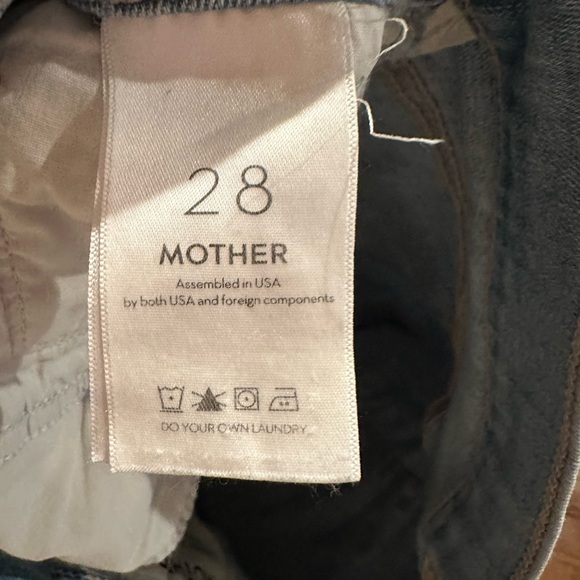 28
MOTHER
Assembled in USA
by both USA and foreign components
DO YOUR OWN LAUNDRY